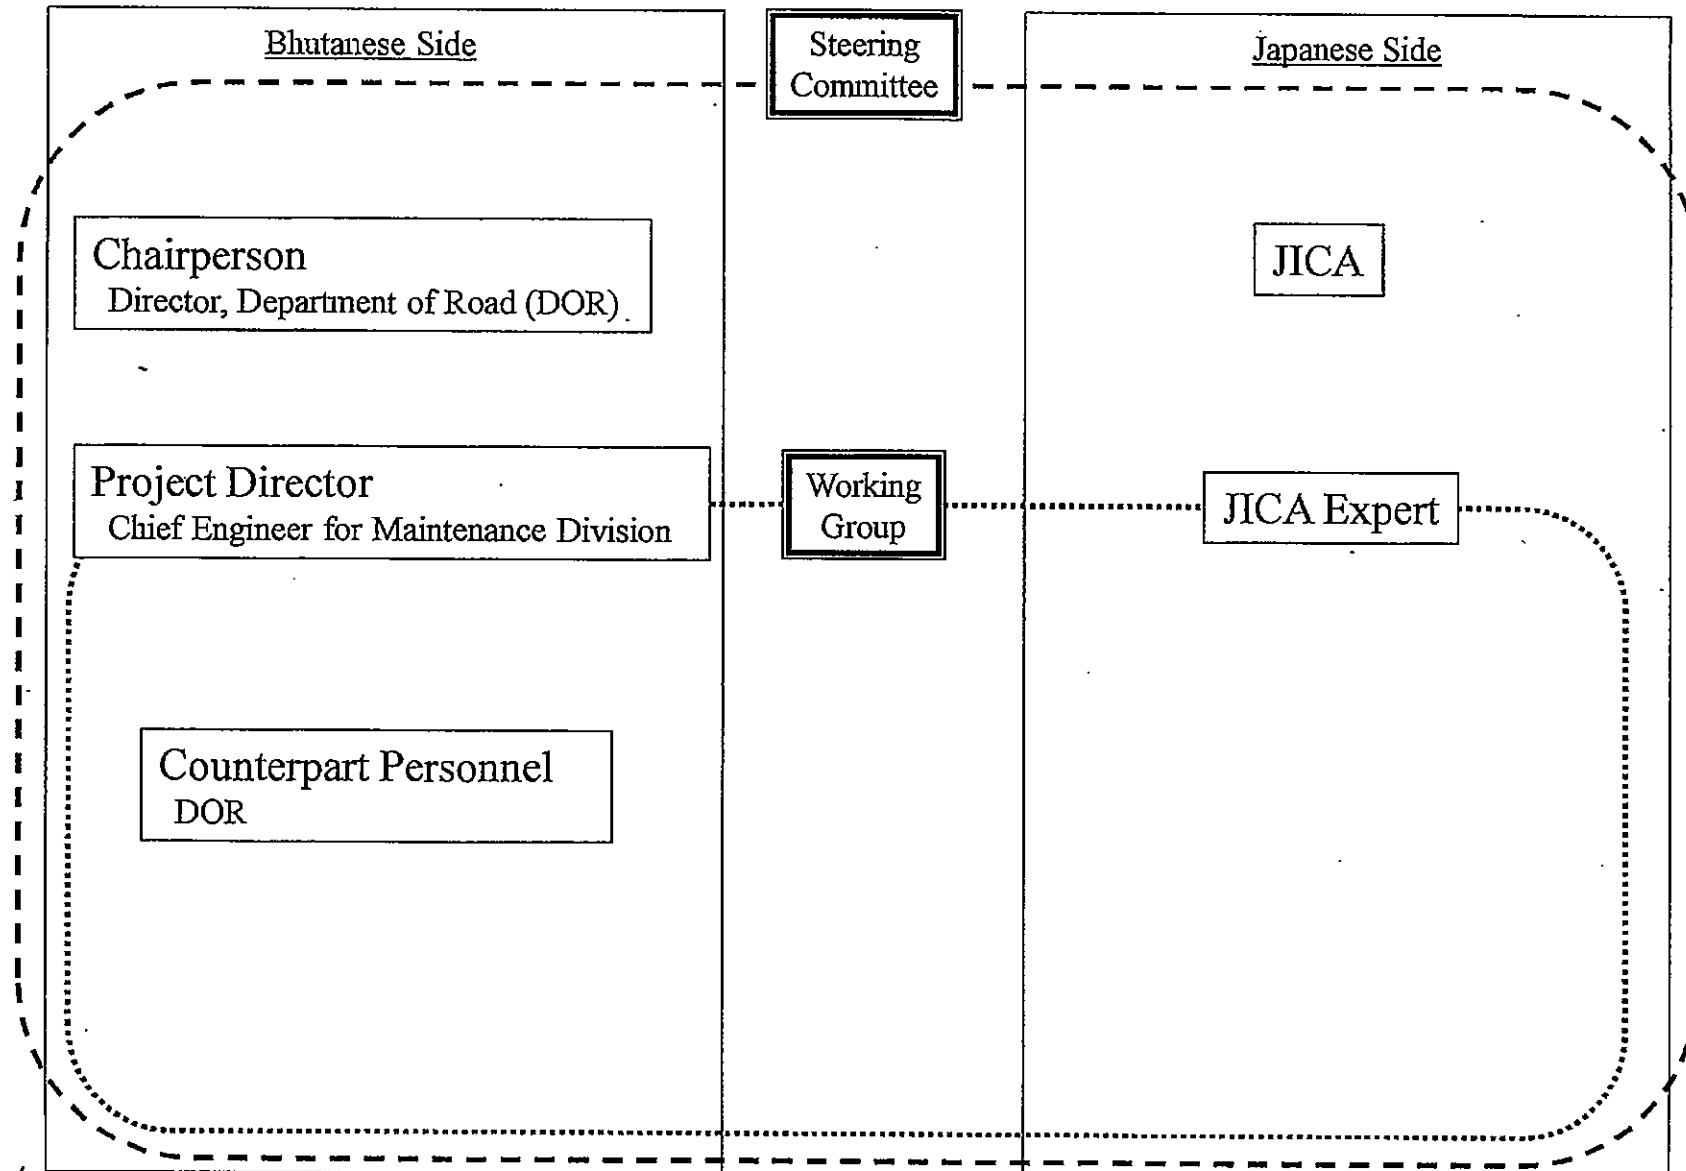 Bhutanese Side
Steering
Committee
Japanese Side
Chairperson
Director, Department of Road (DOR)
JICA
Project Director
Chief Engineer for Maintenance Division
Working
Group
JICA Expert
Counterpart Personnel
DOR